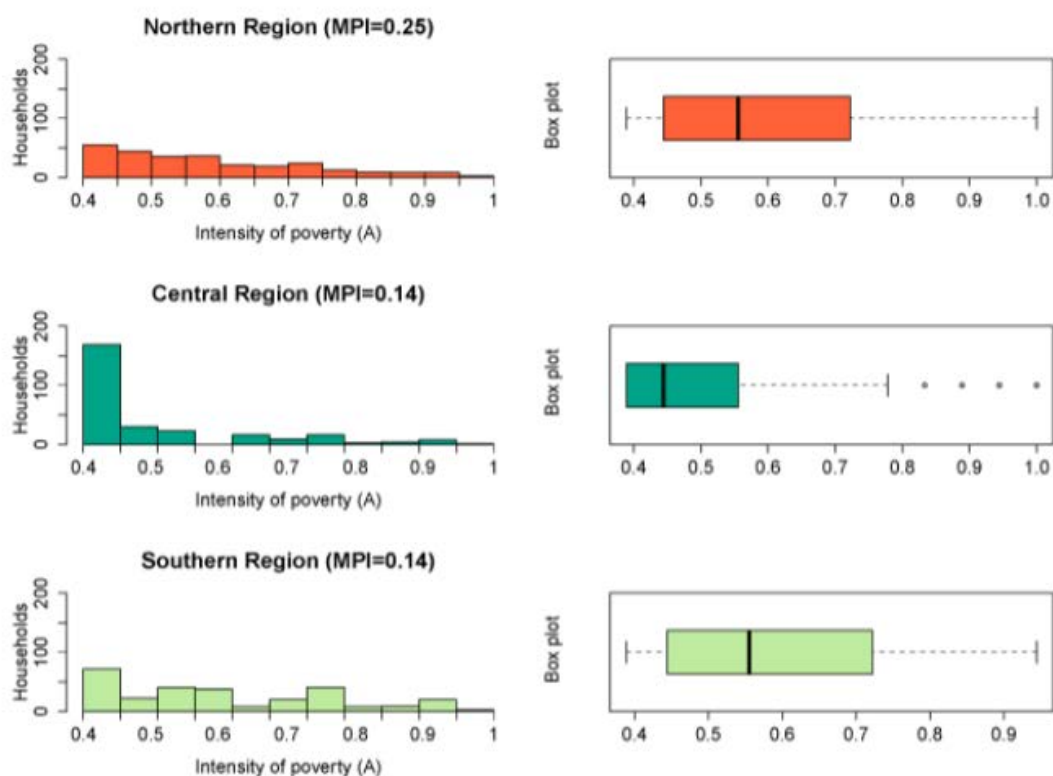 Northern Region (MPI=0.25)
Households
0 100 200
0.4 0.5 0.6 0.7 0.8 0.9 1
Intensity of poverty (A)
Box plot
0.4 0.5 0.6 0.7 0.8 0.9 1.0
Central Region (MPI=0.14)
Households
0 100 200
0.4 0.5 0.6 0.7 0.8 0.9 1
Intensity of poverty (A)
Box plot
0.4 0.5 0.6 0.7 0.8 0.9 1.0
Southern Region (MPI=0.14)
Households
0 100 200
0.4 0.5 0.6 0.7 0.8 0.9 1
Intensity of poverty (A)
Box plot
0.4 0.5 0.6 0.7 0.8 0.9